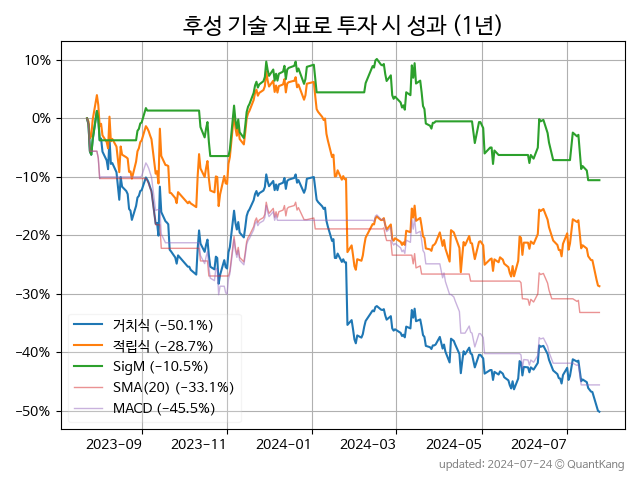 후성 기술 지표로 투자 시 성과 (1년)
10%
0%
−10%
−20%
−30%
−40%
−50%
거치식 (−50.1%)
적립식 (−28.7%)
SigM (−10.5%)
SMA(20) (−33.1%)
MACD (−45.5%)
2023-09
2023-11
2024-01
2024-03
2024-05
2024-07
updated: 2024-07-24 © QuantKang